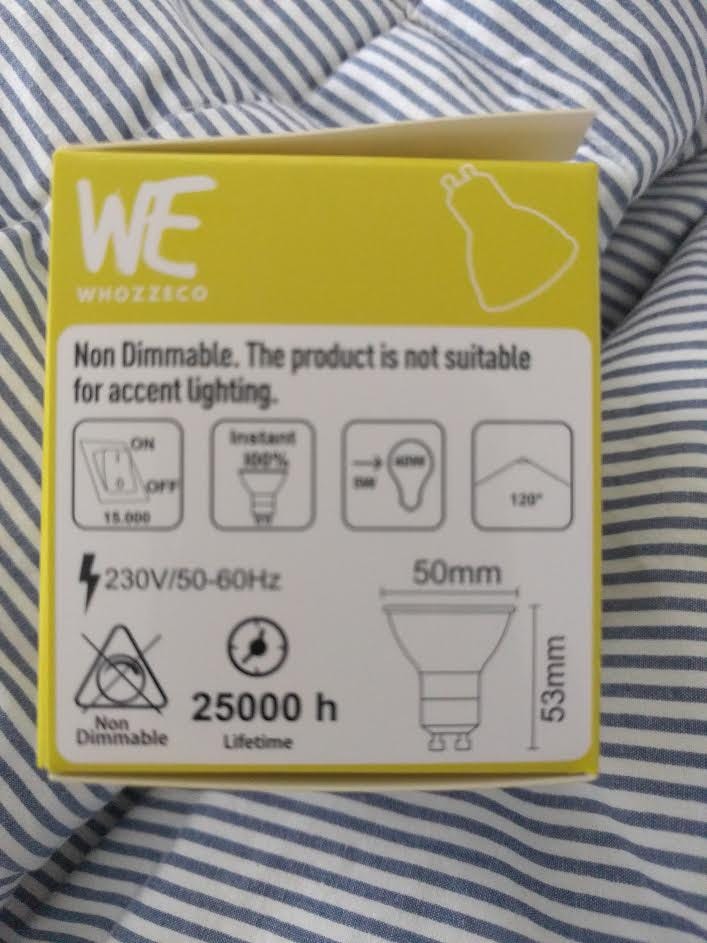 WE
WHOZZECO
Non Dimmable. The product is not suitable
for accent lighting.
ON
OFF
15.000
Instant
100%
40W
120°
230V/50-60Hz
50mm
53mm
Non
Dimmable
25000 h
Lifetime